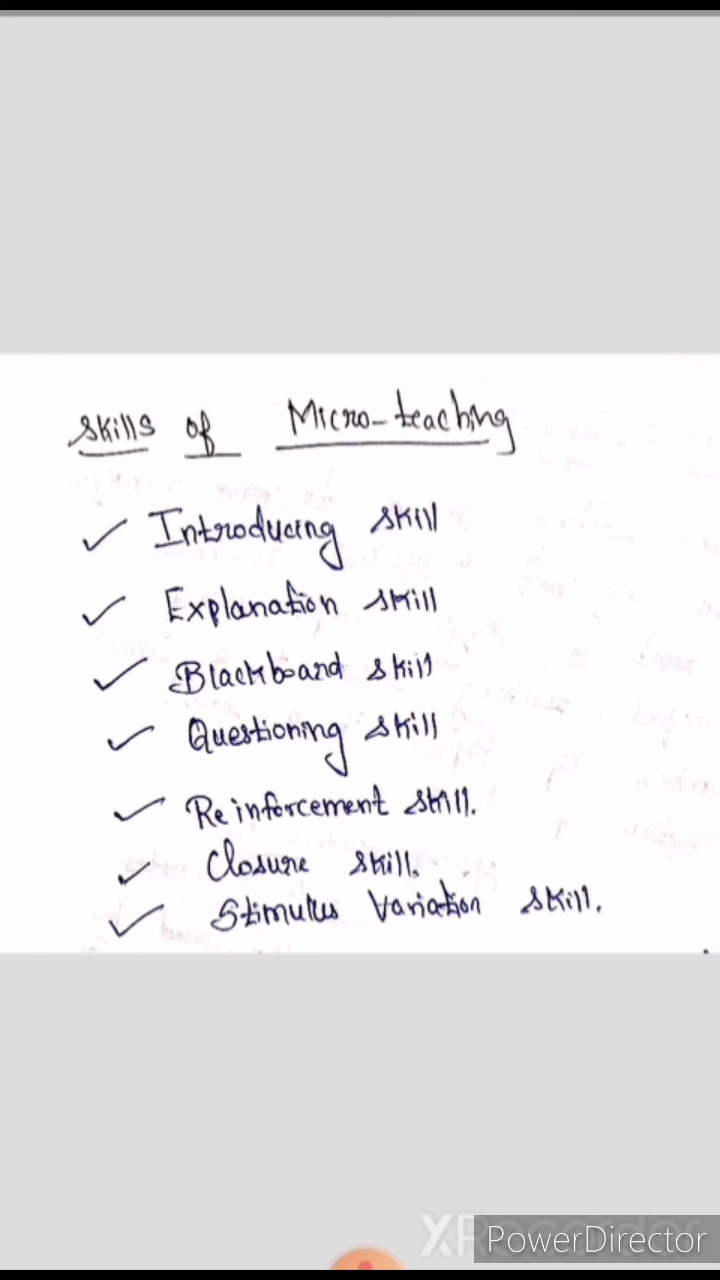 Skills of Micro-teaching
Introducing skill
Explanation skill
Blackboard skill
Questioning skill
Reinforcement skill.
Closure skill.
Stimulus Variation skill.
PowerDirector